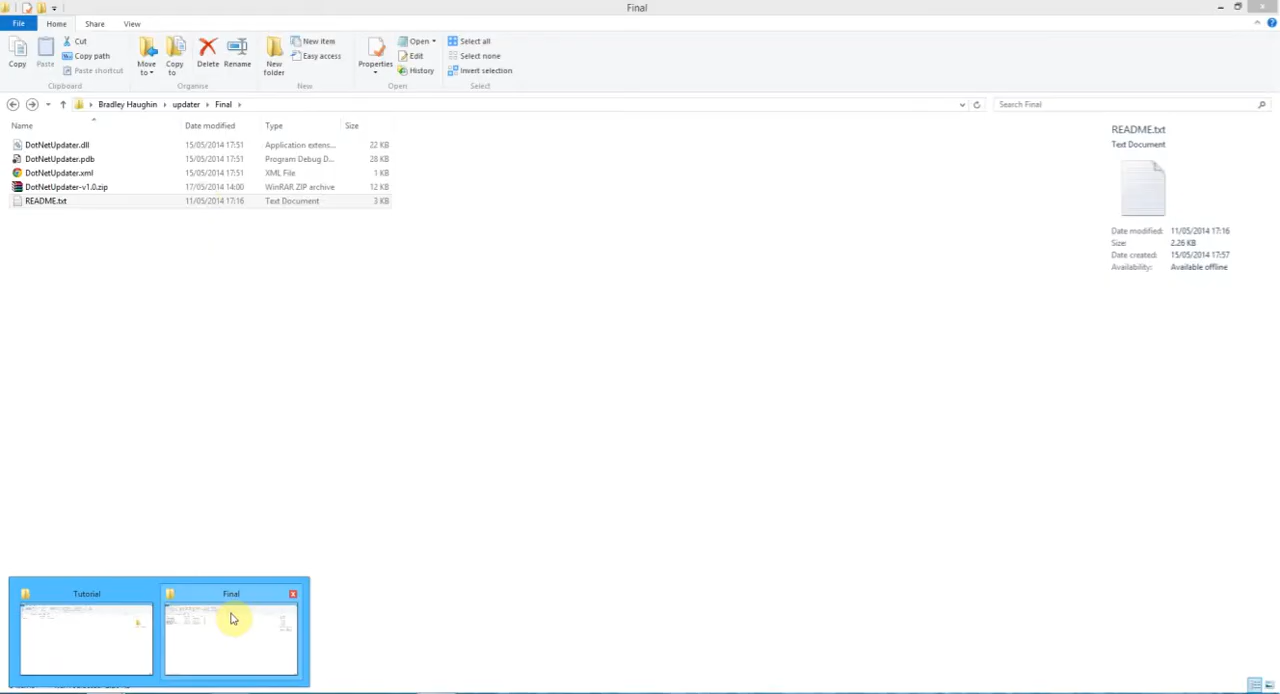 Final
File Home Share View
Copy
Paste
Cut
Copy path
Paste shortcut
Clipboard
Move to
Copy to
Delete
Rename
Organise
New folder
New item
Easy access
New
Properties
Open
Edit
History
Open
Select all
Select none
Invert selection
Select
Bradley Haughin updater Final
Search Final
Name Date modified Type Size
DotNetUpdater.dll 15/05/2014 17:51 Application extens... 22 KB
DotNetUpdater.pdb 15/05/2014 17:51 Program Debug D... 28 KB
DotNetUpdater.xml 15/05/2014 17:51 XML File 1 KB
DotNetUpdater-v1.0.zip 17/05/2014 14:00 WinRAR ZIP archive 12 KB
README.txt 11/05/2014 17:16 Text Document 3 KB
README.txt
Text Document
Date modified: 11/05/2014 17:16
Size: 2.26 KB
Date created: 15/05/2014 17:57
Availability: Available offline
Tutorial
Final